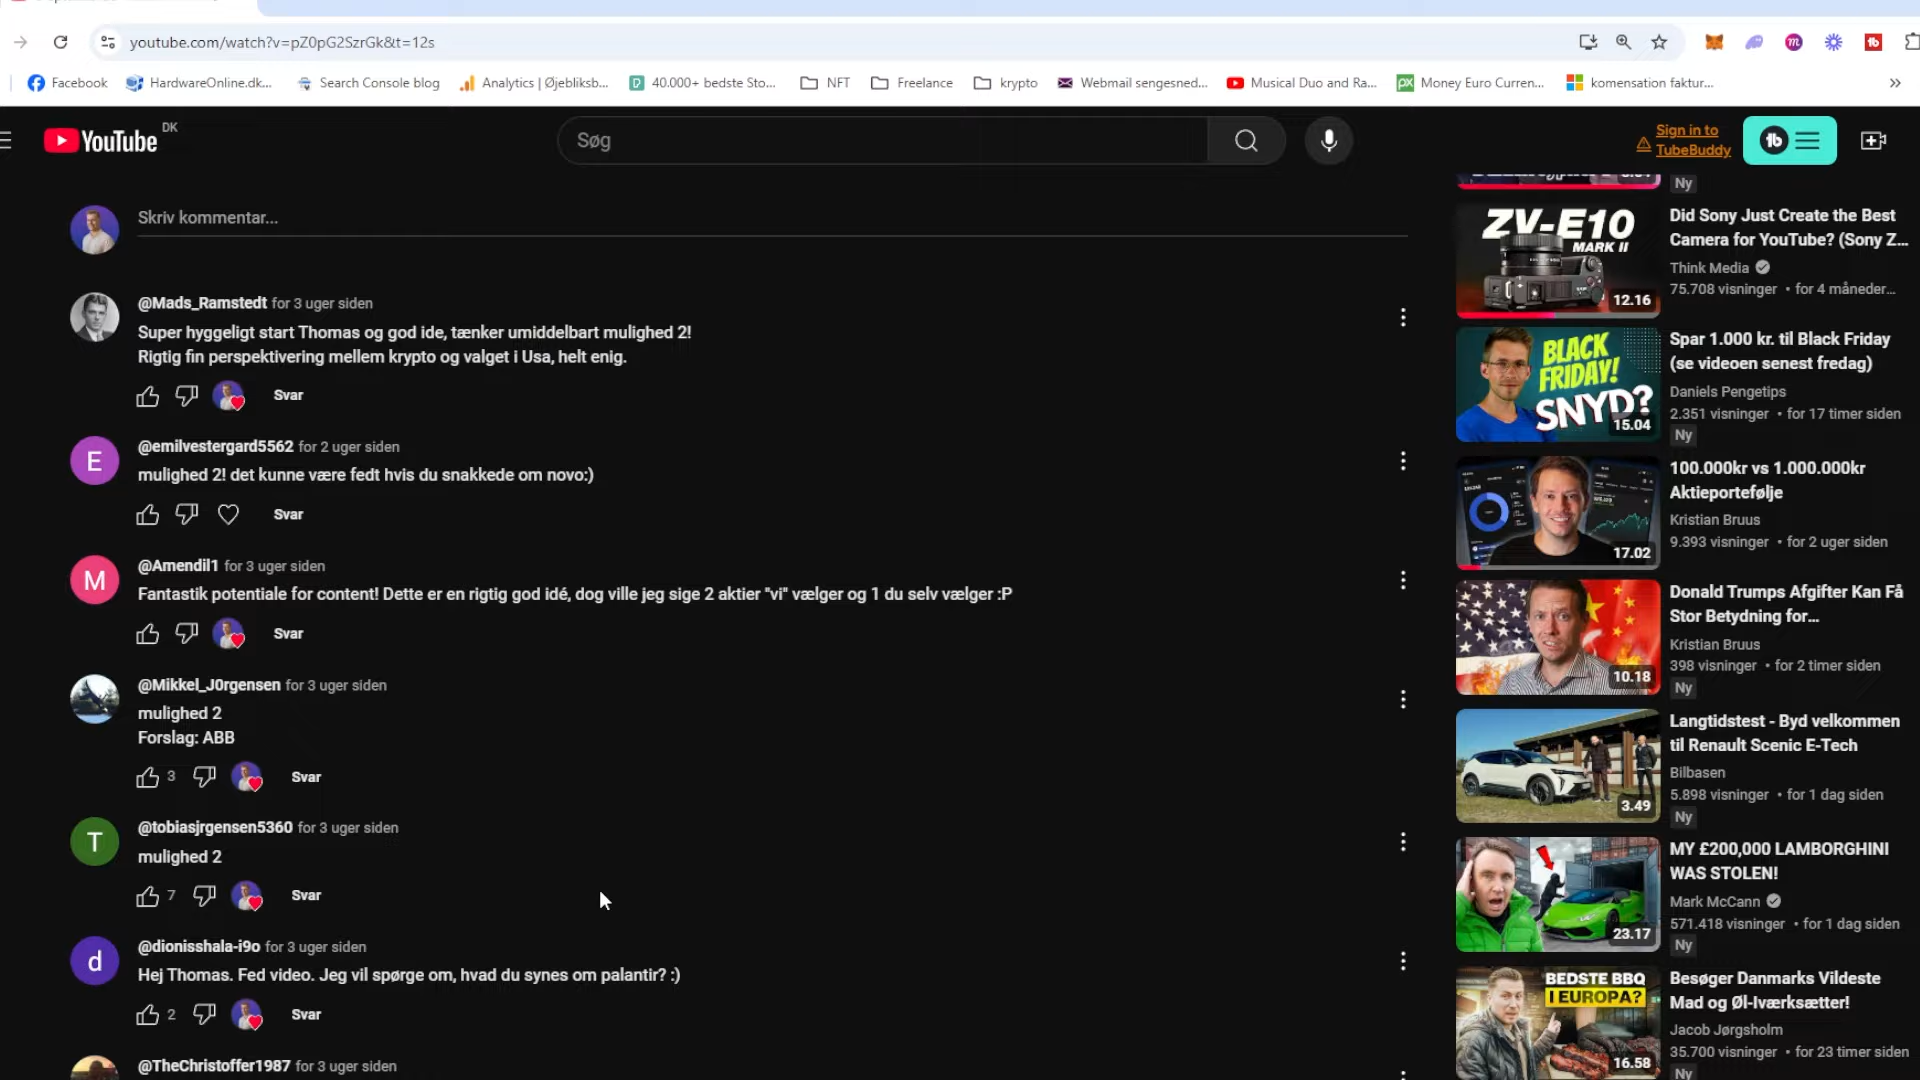 youtube.com/watch?v=pZ0pG2SzrGk&t=12s
Facebook
HardwareOnline.dk...
Search Console blog
Analytics | Øjebliksb...
40.000+ bedste Sto...
NFT
Freelance
krypto
Webmail sengesned...
Musical Duo and Ra...
Money Euro Curren...
komensation faktur...
YouTube DK
Søg
Sign in to
TubeBuddy
Skriv kommentar...
@Mads_Ramstedt for 3 uger siden
Super hyggeligt start Thomas og god ide, tænker umiddelbart mulighed 2!
Rigtig fin perspektivering mellem krypto og valget i Usa, helt enig.
Svar
E
@emilvestergard5562 for 2 uger siden
mulighed 2! det kunne være fedt hvis du snakkede om novo:)
Svar
M
@Amendil1 for 3 uger siden
Fantastik potentiale for content! Dette er en rigtig god idé, dog ville jeg sige 2 aktier "vi" vælger og 1 du selv vælger :P
Svar
@Mikkel_J0rgensen for 3 uger siden
mulighed 2
Forslag: ABB
3 Svar
T
@tobiasjrgensen5360 for 3 uger siden
mulighed 2
7 Svar
d
@dionisshala-i9o for 3 uger siden
Hej Thomas. Fed video. Jeg vil spørge om, hvad du synes om palantir? :)
2 Svar
@TheChristoffer1987 for 3 uger siden
Ny
ZV-E10
MARK II
12.16
Did Sony Just Create the Best
Camera for YouTube? (Sony Z...
Think Media
75.708 visninger • for 4 måneder...
BLACK
FRIDAY!
SNYD?
15.04
Spar 1.000 kr. til Black Friday
(se videoen senest fredag)
Daniels Pengetips
2.351 visninger • for 17 timer siden
Ny
17.02
100.000kr vs 1.000.000kr
Aktieportefølje
Kristian Bruus
9.393 visninger • for 2 uger siden
10.18
Donald Trumps Afgifter Kan Få
Stor Betydning for...
Kristian Bruus
398 visninger • for 2 timer siden
Ny
3.49
Langtidstest - Byd velkommen
til Renault Scenic E-Tech
Bilbasen
5.898 visninger • for 1 dag siden
Ny
23.17
MY £200,000 LAMBORGHINI
WAS STOLEN!
Mark McCann
571.418 visninger • for 1 dag siden
Ny
BEDSTE BBQ
I EUROPA?
16.58
Besøger Danmarks Vildeste
Mad og Øl-Iværksætter!
Jacob Jørgsholm
35.700 visninger • for 23 timer siden
Ny